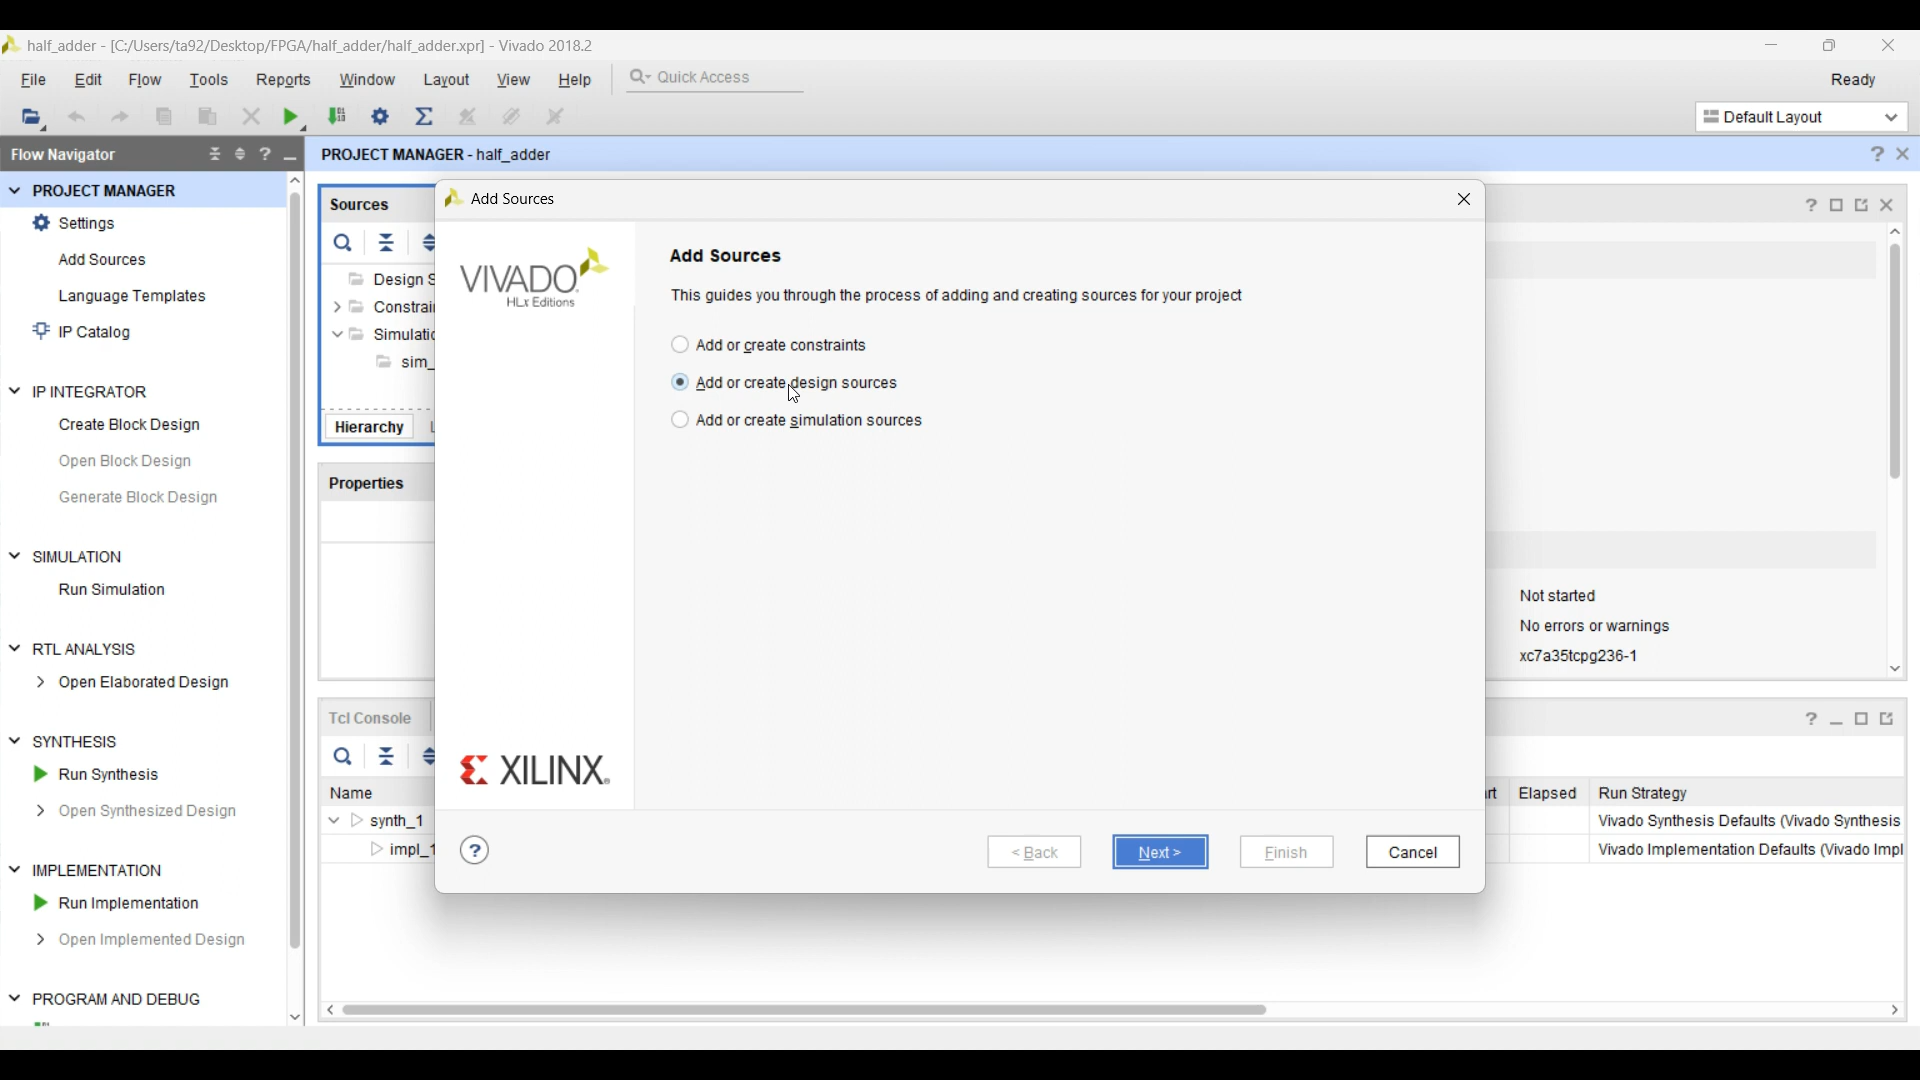 half_adder - [C:/Users/ta92/Desktop/FPGA/half_adder/half_adder.xpr] - Vivado 2018.2
File Edit Flow Tools Reports Window Layout View Help Quick Access Ready
Default Layout
Flow Navigator
PROJECT MANAGER
Settings
Add Sources
Language Templates
IP Catalog
IP INTEGRATOR
Create Block Design
Open Block Design
Generate Block Design
SIMULATION
Run Simulation
RTL ANALYSIS
Open Elaborated Design
SYNTHESIS
Run Synthesis
Open Synthesized Design
IMPLEMENTATION
Run Implementation
Open Implemented Design
PROGRAM AND DEBUG
PROJECT MANAGER - half_adder
Sources
Design S
Constrai
Simulatio
sim_
Hierarchy
Properties
Tcl Console
Name
synth_1
impl_1
Add Sources
VIVADO
HLx Editions
XILINX
Add Sources
This guides you through the process of adding and creating sources for your project
Add or create constraints
Add or create design sources
Add or create simulation sources
? < Back Next > Finish Cancel
Not started
No errors or warnings
xc7a35tcpg236-1
Elapsed Run Strategy
Vivado Synthesis Defaults (Vivado Synthesis
Vivado Implementation Defaults (Vivado Impl